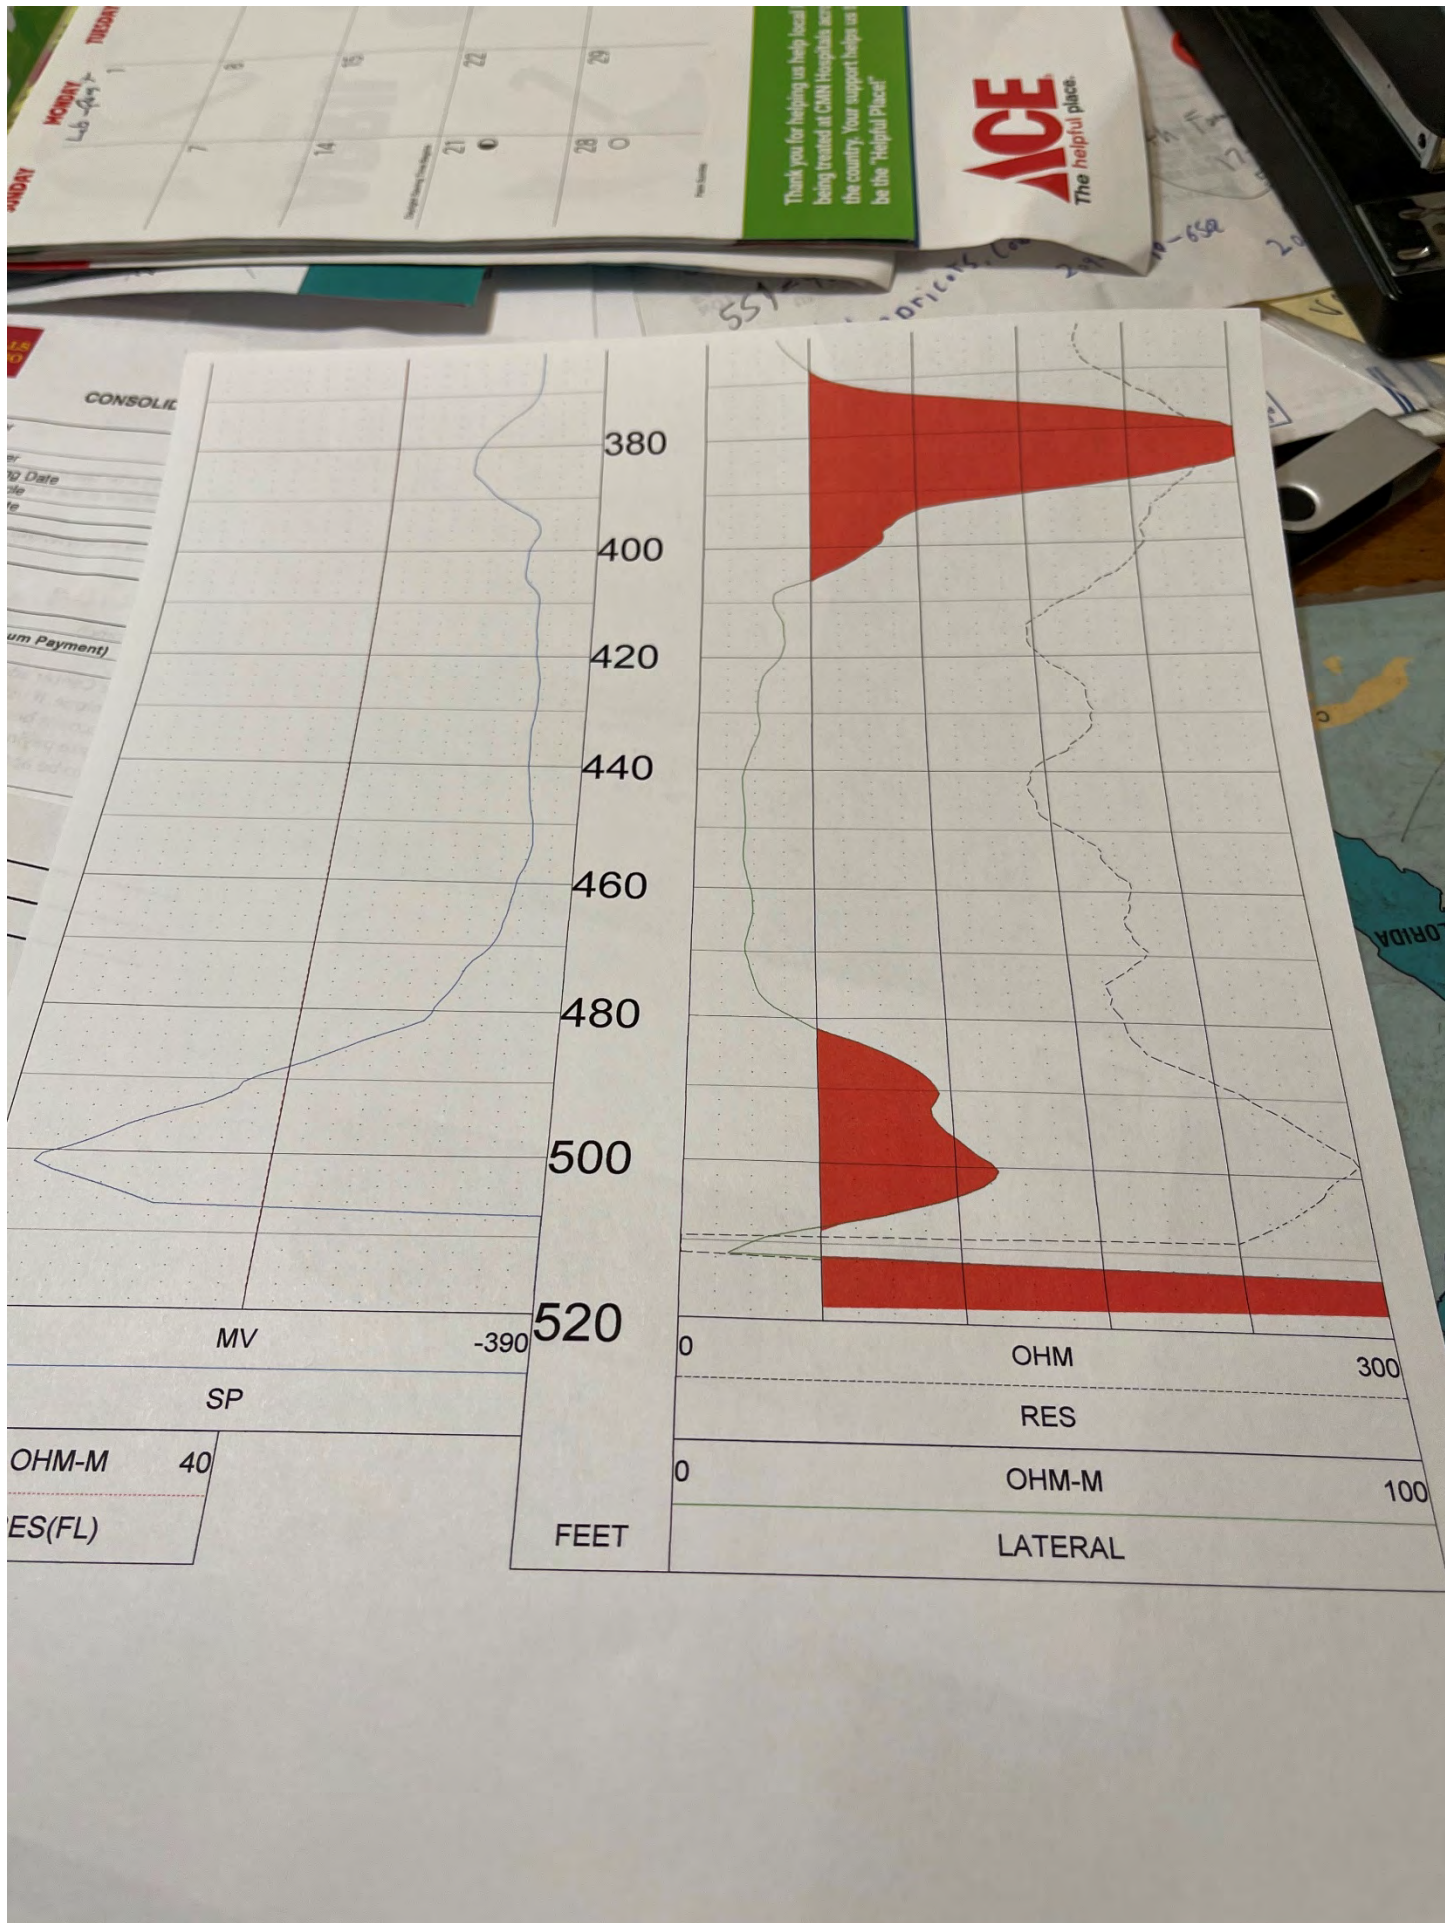 SUNDAY
MONDAY
TUESDAY
1
7
8
14
15
21
22
28
29
Thank you for helping us help local
being treated at CMN Hospitals
the country. Your support helps us
be the "Helpful Place!"
ACE
The helpful place.
CONSOLID
ng Date
um Payment)
380
400
420
440
460
480
500
520
MV
-390
SP
OHM-M 40
ES(FL)
FEET
0 OHM 300
RES
0 OHM-M 100
LATERAL
LORIDA